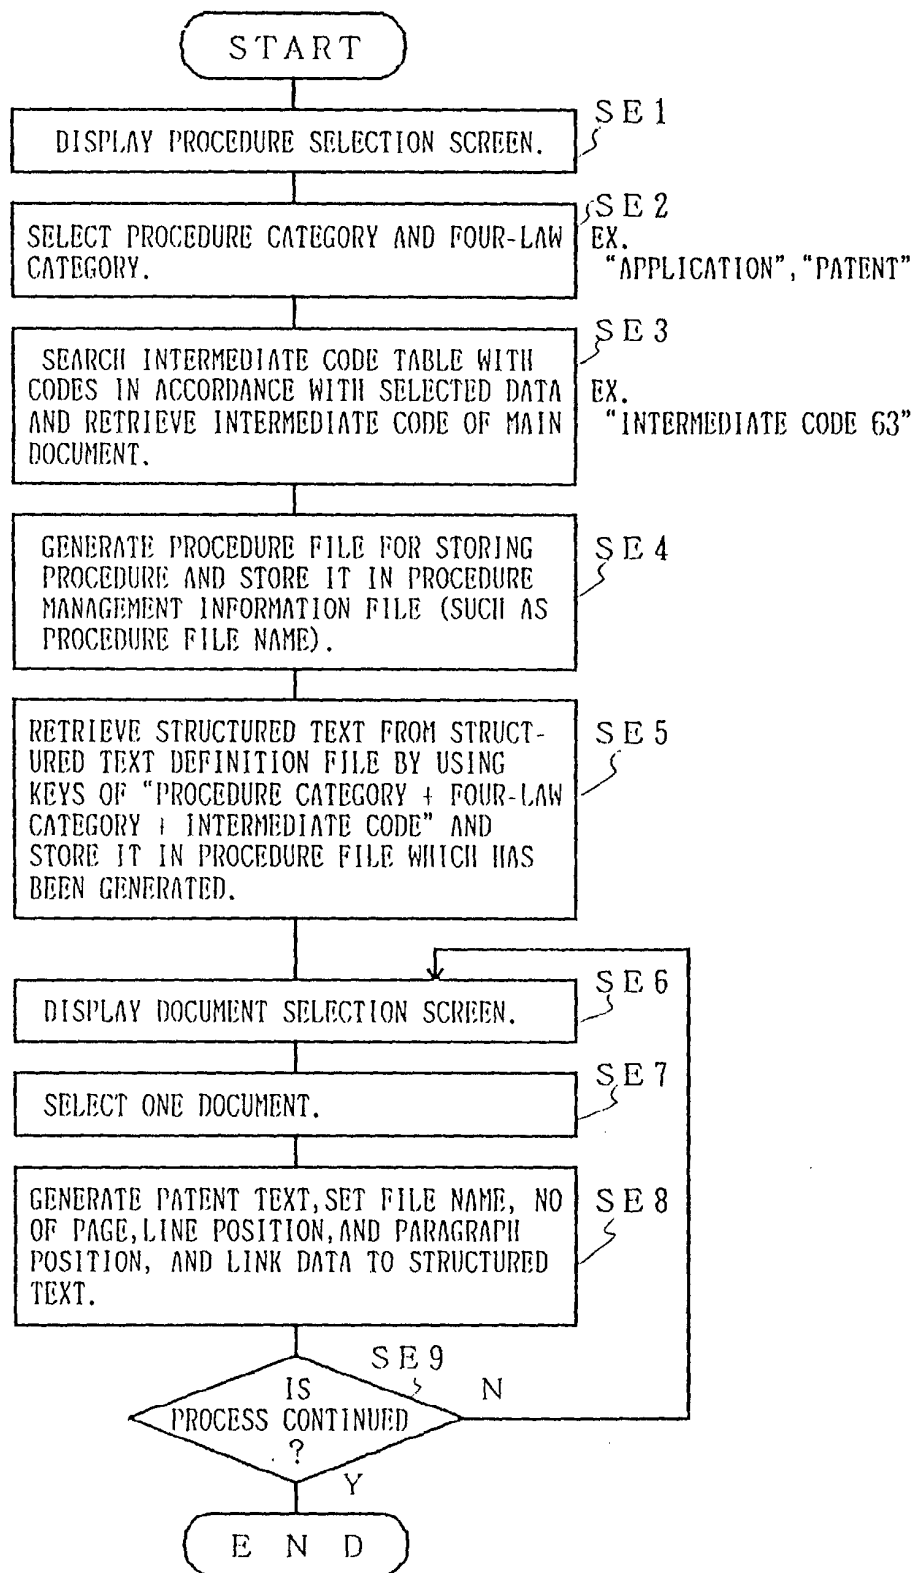 START
SE1
DISPLAY PROCEDURE SELECTION SCREEN.
SE2
SELECT PROCEDURE CATEGORY AND FOUR-LAW
CATEGORY.
EX.
"APPLICATION","PATENT"
SE3
SEARCH INTERMEDIATE CODE TABLE WITH
CODES IN ACCORDANCE WITH SELECTED DATA
AND RETRIEVE INTERMEDIATE CODE OF MAIN
DOCUMENT.
EX.
"INTERMEDIATE CODE 63"
SE4
GENERATE PROCEDURE FILE FOR STORING
PROCEDURE AND STORE IT IN PROCEDURE
MANAGEMENT INFORMATION FILE (SUCH AS
PROCEDURE FILE NAME).
SE5
RETRIEVE STRUCTURED TEXT FROM STRUCT-
URED TEXT DEFINITION FILE BY USING
KEYS OF "PROCEDURE CATEGORY + FOUR-LAW
CATEGORY + INTERMEDIATE CODE" AND
STORE IT IN PROCEDURE FILE WHICH HAS
BEEN GENERATED.
SE6
DISPLAY DOCUMENT SELECTION SCREEN.
SE7
SELECT ONE DOCUMENT.
SE8
GENERATE PATENT TEXT,SET FILE NAME, NO
OF PAGE,LINE POSITION,AND PARAGRAPH
POSITION, AND LINK DATA TO STRUCTURED
TEXT.
SE9
IS
PROCESS CONTINUED
?
N
Y
END